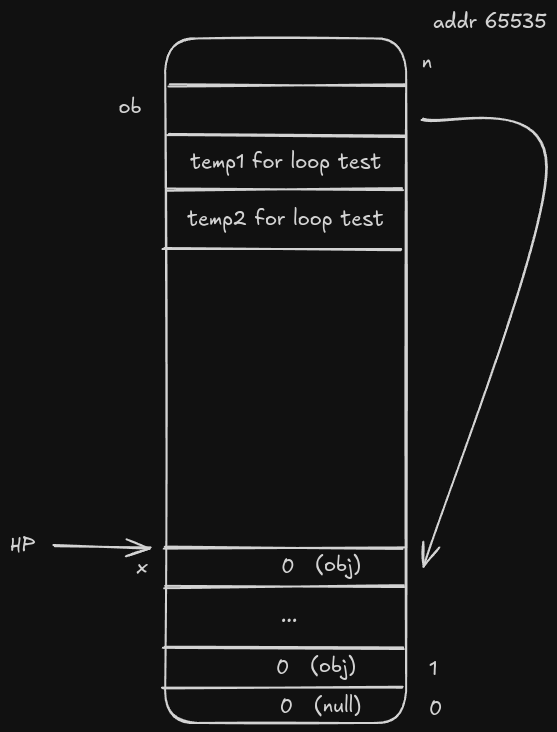 addr 65535
n
ob
temp1 for loop test
temp2 for loop test
HP
0 (obj)
x
...
0 (obj) 1
0 (null) 0